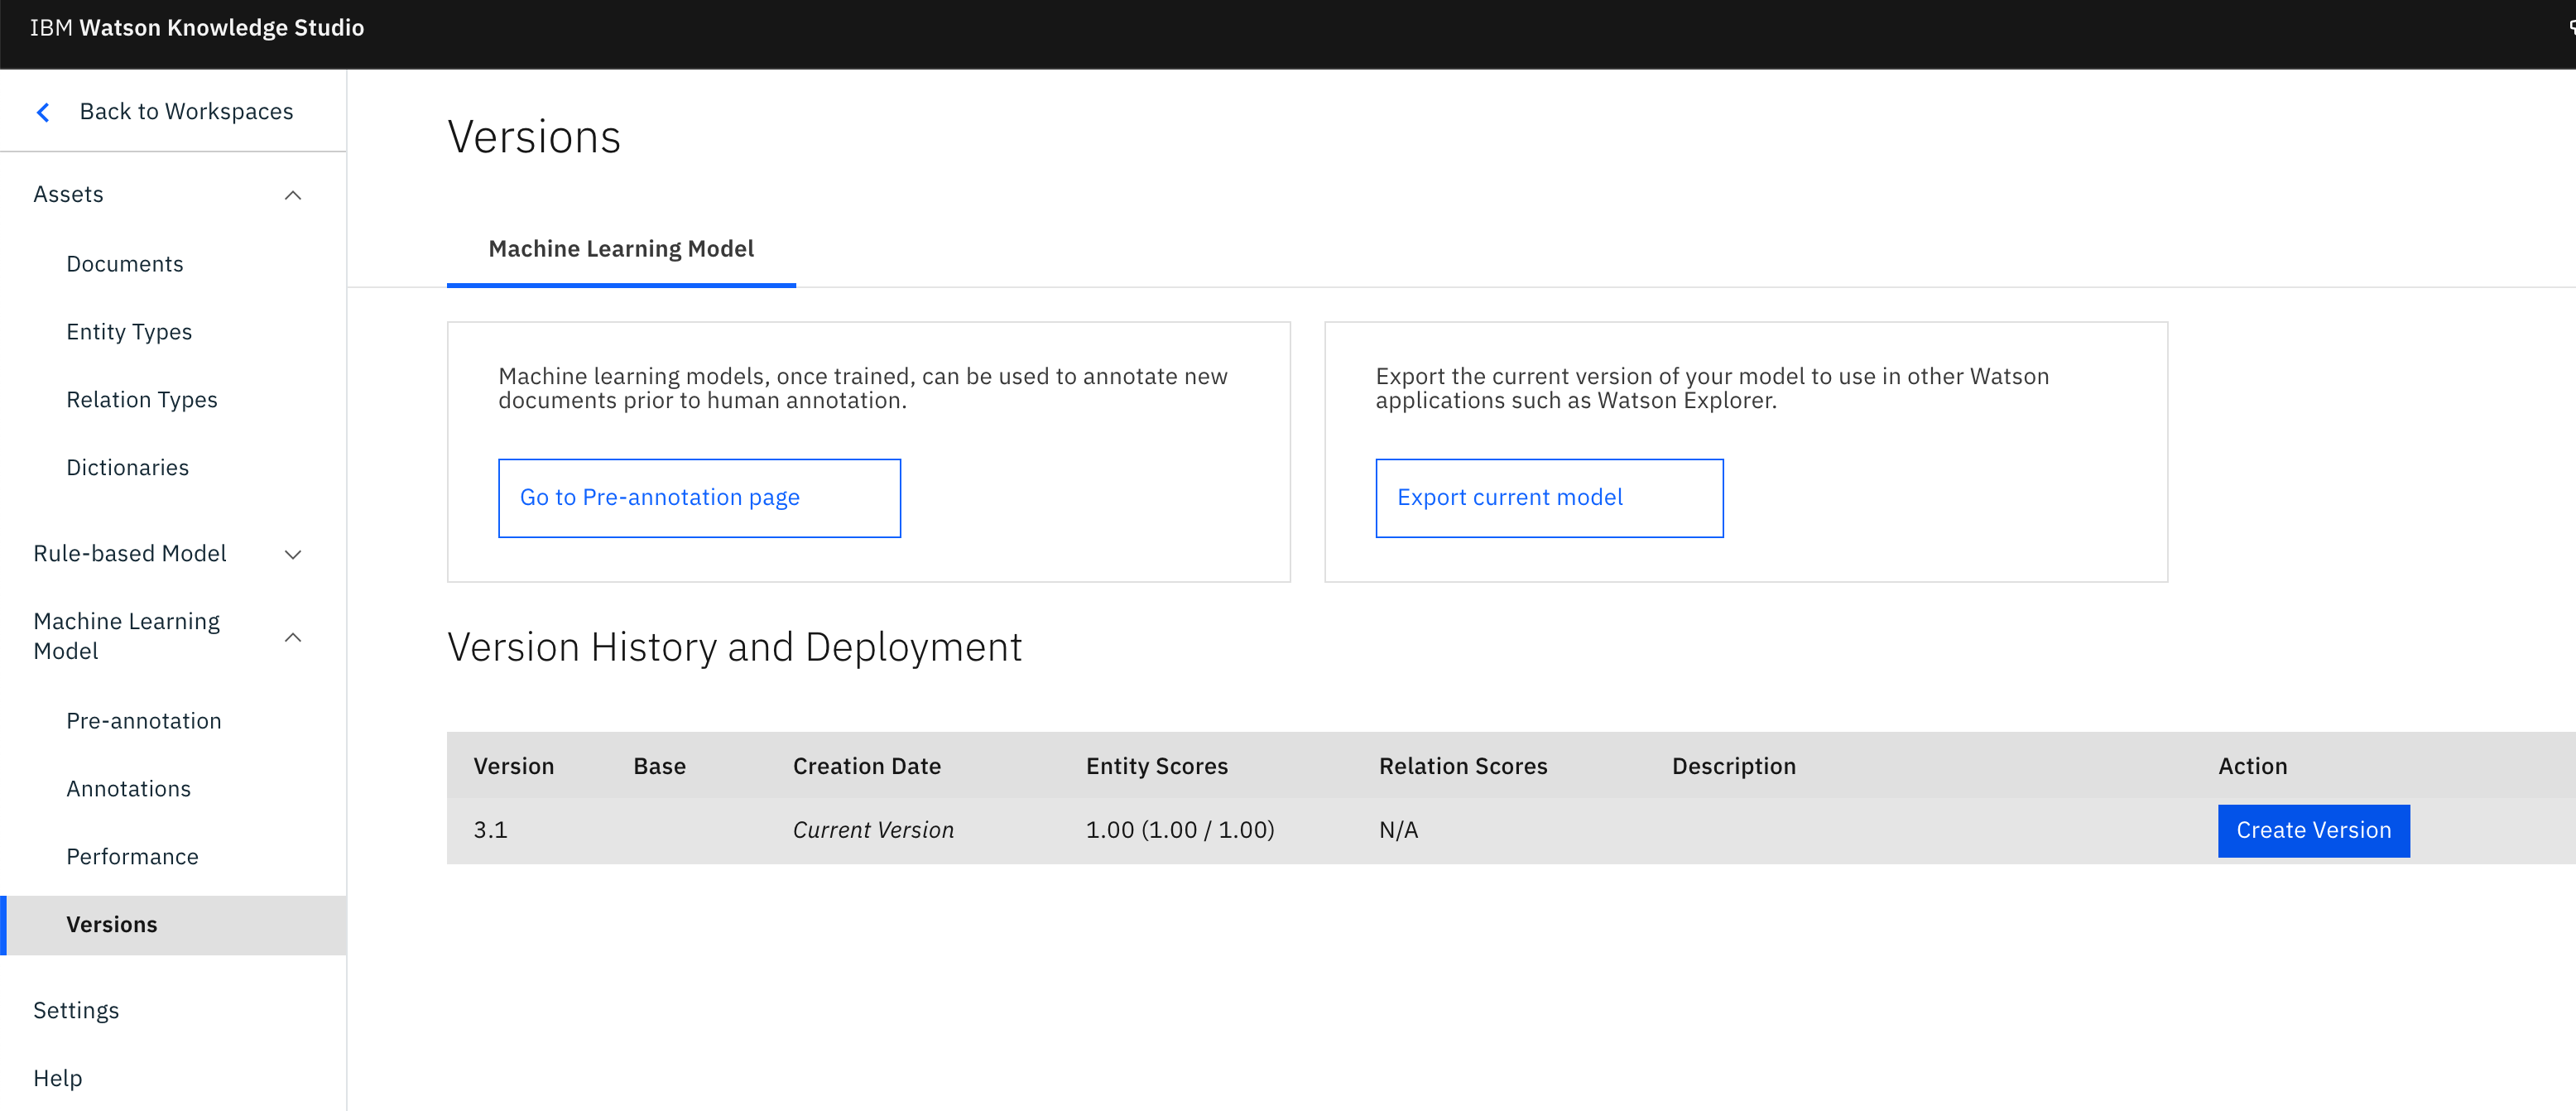 IBM Watson Knowledge Studio
Back to Workspaces
Assets
Documents
Entity Types
Relation Types
Dictionaries
Rule-based Model
Machine Learning
Model
Pre-annotation
Annotations
Performance
Versions
Settings
Help
Versions
Machine Learning Model
Machine learning models, once trained, can be used to annotate new
documents prior to human annotation.
Go to Pre-annotation page
Export the current version of your model to use in other Watson
applications such as Watson Explorer.
Export current model
Version History and Deployment
Version Base Creation Date Entity Scores Relation Scores Description Action
3.1 Current Version 1.00 (1.00 / 1.00) N/A Create Version